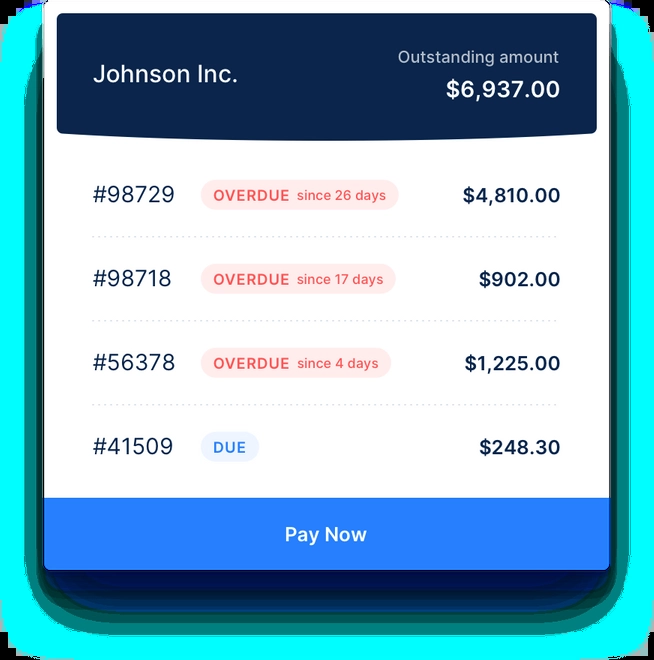 Johnson Inc.
Outstanding amount
$6,937.00
#98729 OVERDUE since 26 days $4,810.00
#98718 OVERDUE since 17 days $902.00
#56378 OVERDUE since 4 days $1,225.00
#41509 DUE $248.30
Pay Now